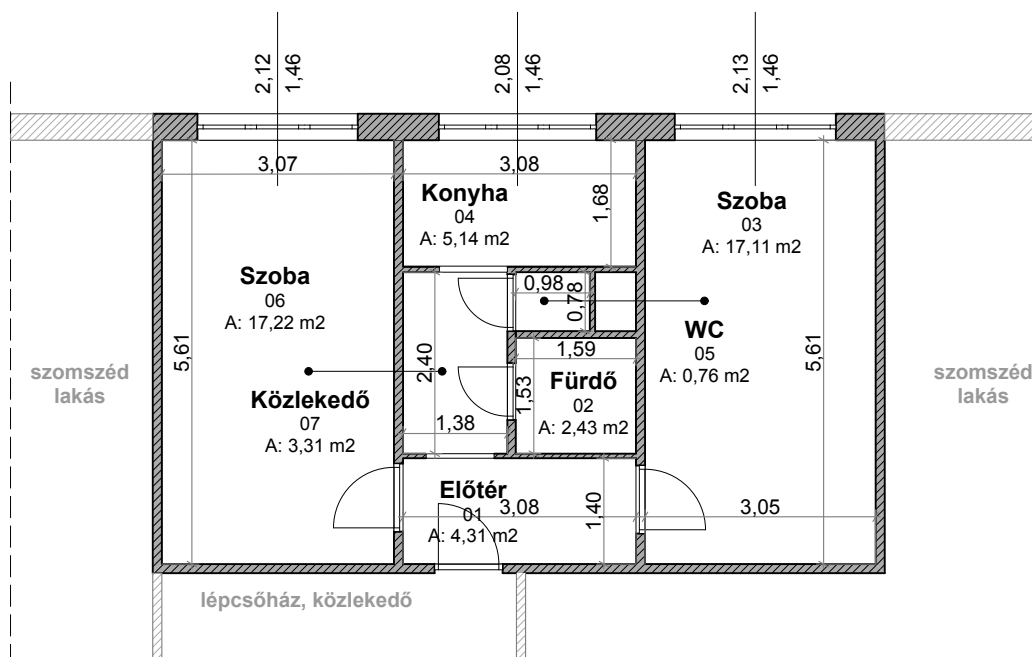 2,12
1,46
2,08
1,46
2,13
1,46
3,07
3,08
Konyha
04
A: 5,14 m2
1,68
Szoba
03
A: 17,11 m2
Szoba
06
A: 17,22 m2
0,98
0,78
WC
05
A: 0,76 m2
5,61
2,40
1,59
1,53
Fürdő
02
A: 2,43 m2
5,61
szomszéd
lakás
szomszéd
lakás
Közlekedő
07
A: 3,31 m2
1,38
Előtér
01
A: 4,31 m2
3,08
1,40
3,05
lépcsőház, közlekedő